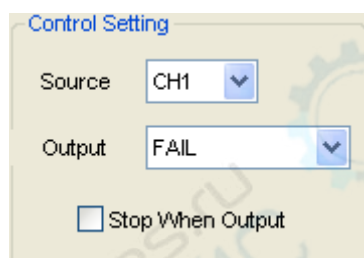 Control Setting
Source CH1
Output FAIL
Stop When Output